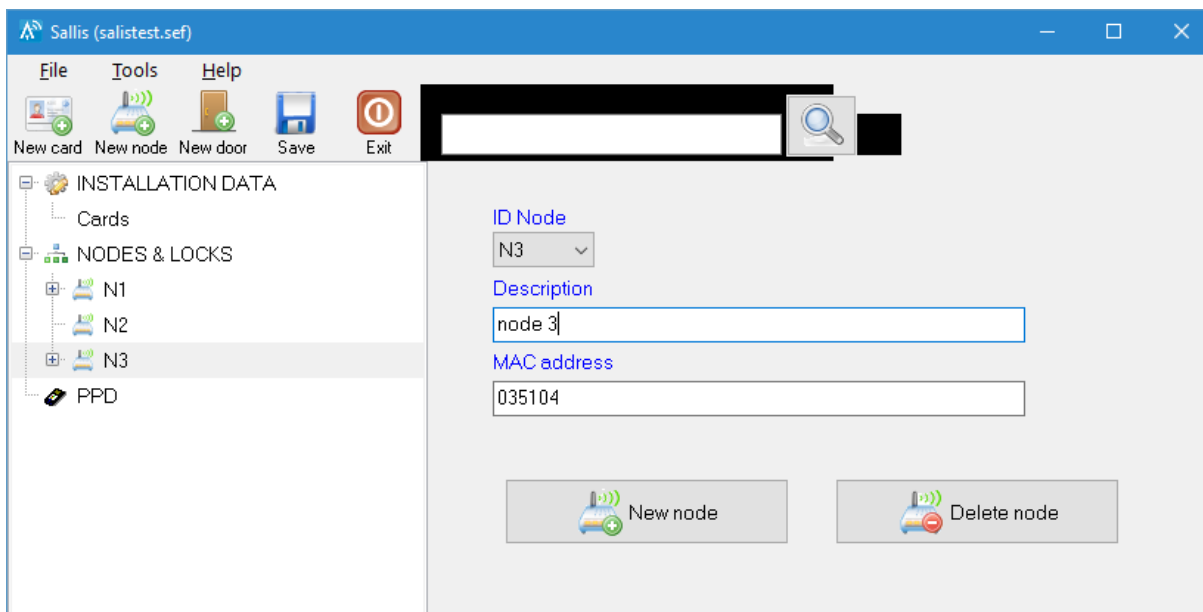 Sallis (salistest.sef)
File Tools Help
New card New node New door Save Exit
INSTALLATION DATA
Cards
NODES & LOCKS
N1
N2
N3
PPD
ID Node
N3
Description
node 3
MAC address
035104
New node
Delete node